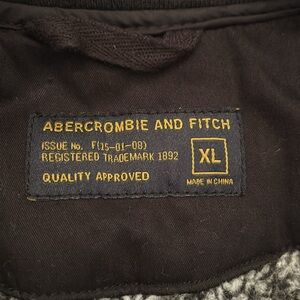 ABERCROMBIE AND FITCH
ISSUE No. F(15-01-08)
REGISTERED TRADEMARK 1892
QUALITY APPROVED
XL
MADE IN CHINA